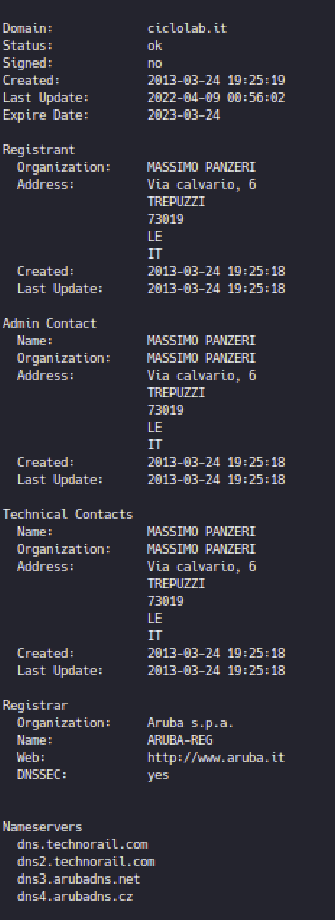 Domain: ciclolab.it
Status: ok
Signed: no
Created: 2013-03-24 19:25:19
Last Update: 2022-04-09 00:56:02
Expire Date: 2023-03-24
Registrant
Organization: MASSIMO PANZERI
Address: Via calvario, 6
TREPUZZI
73019
LE
IT
Created: 2013-03-24 19:25:18
Last Update: 2013-03-24 19:25:18
Admin Contact
Name: MASSIMO PANZERI
Organization: MASSIMO PANZERI
Address: Via calvario, 6
TREPUZZI
73019
LE
IT
Created: 2013-03-24 19:25:18
Last Update: 2013-03-24 19:25:18
Technical Contacts
Name: MASSIMO PANZERI
Organization: MASSIMO PANZERI
Address: Via calvario, 6
TREPUZZI
73019
LE
IT
Created: 2013-03-24 19:25:18
Last Update: 2013-03-24 19:25:18
Registrar
Organization: Aruba s.p.a.
Name: ARUBA-REG
Web: http://www.aruba.it
DNSSEC: yes
Nameservers
dns.technorail.com
dns2.technorail.com
dns3.arubadns.net
dns4.arubadns.cz